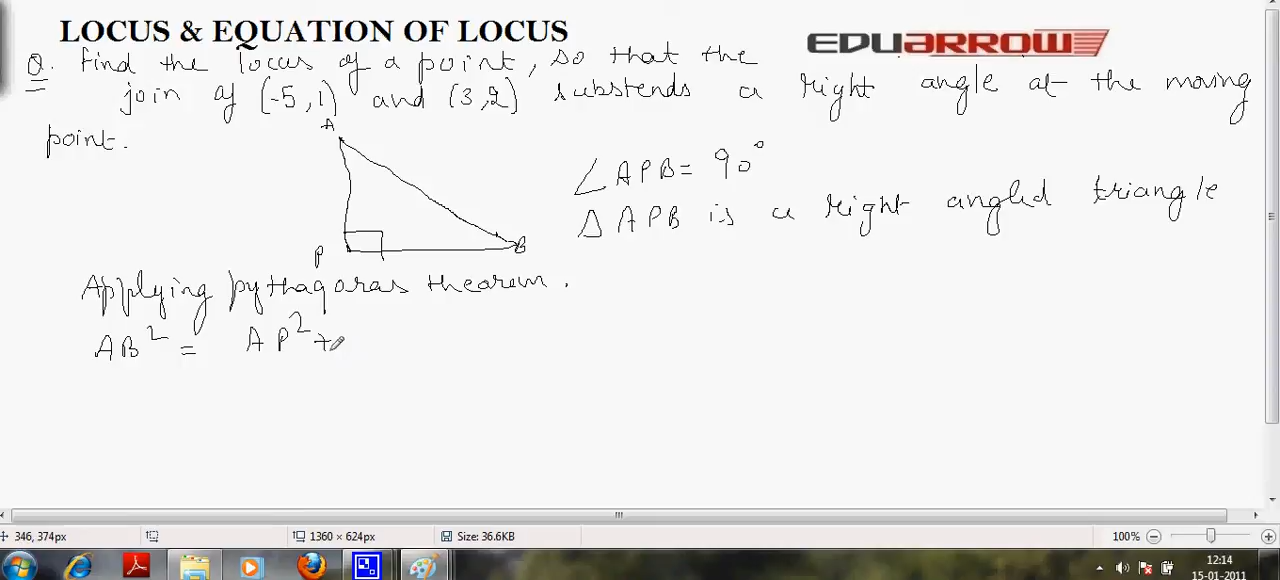 LOCUS & EQUATION OF LOCUS
EDUARROW
Q. Find the locus of a point, so that the
join of (-5,1) and (3,2) substends a right angle at the moving
point.
A
∠APB = 90°
Δ APB is a right angled triangle
P B
Applying pythagoras theorem.
AB² = AP² +
346, 374px 1360 × 624px Size: 36.6KB 100%
12:14
15-01-2011